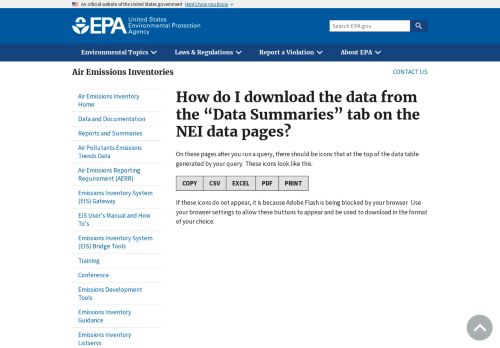 An official website of the United States government Here's how you know
EPA United States
Environmental Protection
Agency
Search EPA.gov
Environmental Topics
Laws & Regulations
Report a Violation
About EPA
Air Emissions Inventories
CONTACT US
Air Emissions Inventory
Home
Data and Documentation
Reports and Summaries
Air Pollutants Emissions
Trends Data
Air Emissions Reporting
Requirement (AERR)
Emissions Inventory System
(EIS) Gateway
EIS User's Manual and How
To's
Emissions Inventory System
(EIS) Bridge Tools
Training
Conference
Emissions Development
Tools
Emissions Inventory
Guidance
Emissions Inventory
Listservs
How do I download the data from
the “Data Summaries” tab on the
NEI data pages?
On these pages after you run a query, there should be icons that at the top of the data table
generated by your query. These icons look like this:
COPY CSV EXCEL PDF PRINT
If these icons do not appear, it is because Adobe Flash is being blocked by your browser. Use
your browser settings to allow these buttons to appear and be used to download in the format
of your choice.